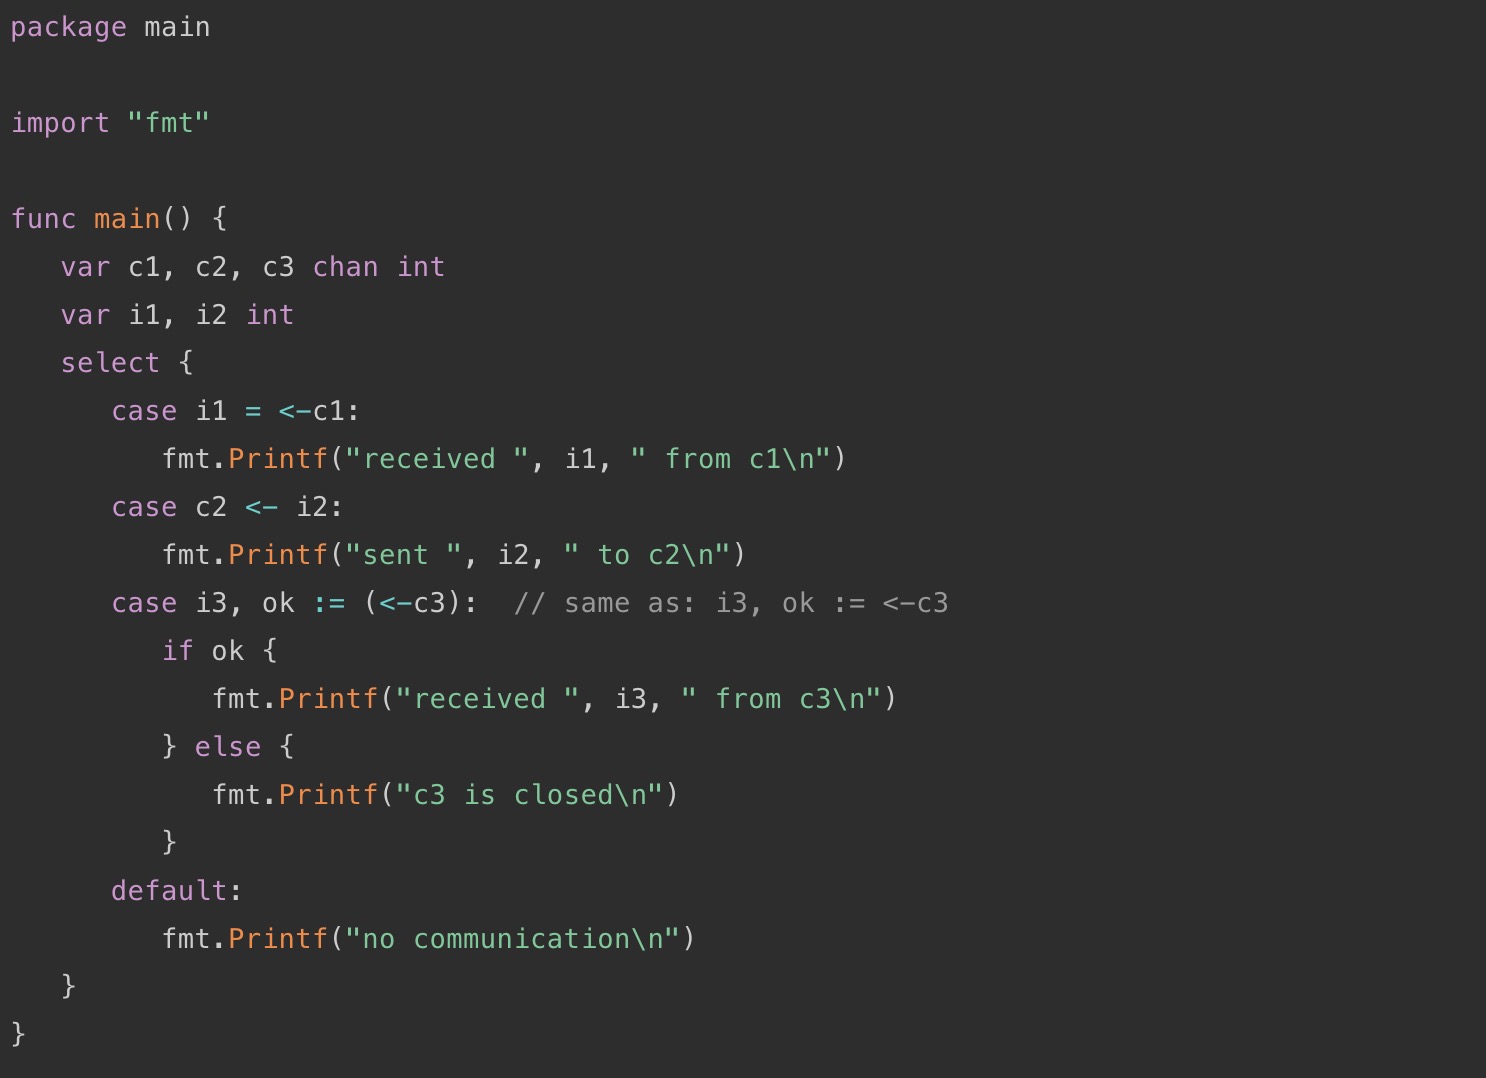 package main

import "fmt"

func main() {
   var c1, c2, c3 chan int
   var i1, i2 int
   select {
      case i1 = <-c1:
         fmt.Printf("received ", i1, " from c1\n")
      case c2 <- i2:
         fmt.Printf("sent ", i2, " to c2\n")
      case i3, ok := (<-c3):  // same as: i3, ok := <-c3
         if ok {
            fmt.Printf("received ", i3, " from c3\n")
         } else {
            fmt.Printf("c3 is closed\n")
         }
      default:
         fmt.Printf("no communication\n")
   }
}